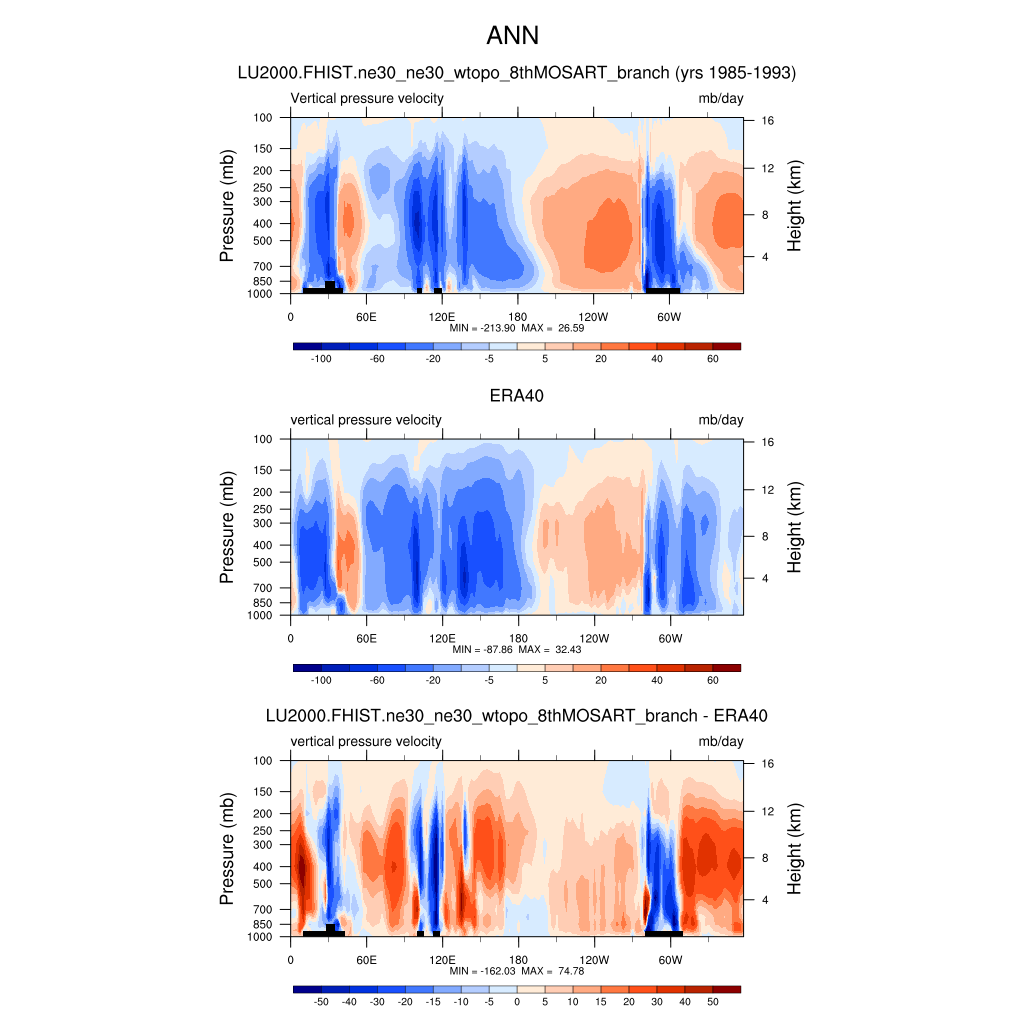 ANN
LU2000.FHIST.ne30_ne30_wtopo_8thMOSART_branch (yrs 1985-1993)
Vertical pressure velocity mb/day
Pressure (mb)
100
150
200
250
300
400
500
700
850
1000
16
12
8
4
Height (km)
0 60E 120E 180 120W 60W
MIN = -213.90 MAX = 26.59
-100 -60 -20 -5 5 20 40 60
ERA40
vertical pressure velocity mb/day
Pressure (mb)
100
150
200
250
300
400
500
700
850
1000
16
12
8
4
Height (km)
0 60E 120E 180 120W 60W
MIN = -87.86 MAX = 32.43
-100 -60 -20 -5 5 20 40 60
LU2000.FHIST.ne30_ne30_wtopo_8thMOSART_branch - ERA40
vertical pressure velocity mb/day
Pressure (mb)
100
150
200
250
300
400
500
700
850
1000
16
12
8
4
Height (km)
0 60E 120E 180 120W 60W
MIN = -162.03 MAX = 74.78
-50 -40 -30 -20 -15 -10 -5 0 5 10 15 20 30 40 50